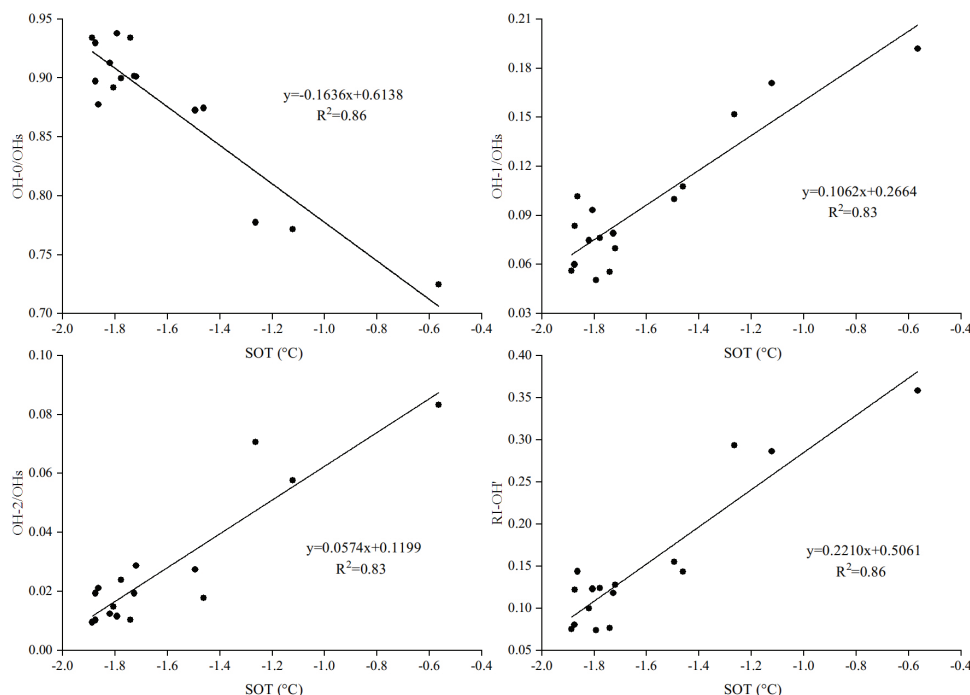 0.95
0.90
0.85
0.80
0.75
0.70
OH-0/OHs
y=-0.1636x+0.6138
R²=0.86
-2.0 -1.8 -1.6 -1.4 -1.2 -1.0 -0.8 -0.6 -0.4
SOT (°C)
0.21
0.18
0.15
0.12
0.09
0.06
0.03
OH-1/OHs
y=0.1062x+0.2664
R²=0.83
-2.0 -1.8 -1.6 -1.4 -1.2 -1.0 -0.8 -0.6 -0.4
SOT (°C)
0.10
0.08
0.06
0.04
0.02
0.00
OH-2/OHs
y=0.0574x+0.1199
R²=0.83
-2.0 -1.8 -1.6 -1.4 -1.2 -1.0 -0.8 -0.6 -0.4
SOT (°C)
0.40
0.30
0.20
0.15
0.10
0.05
0.00
RI-OH'
y=0.2210x+0.5061
R²=0.86
-2.0 -1.8 -1.6 -1.4 -1.2 -1.0 -0.8 -0.6 -0.4
SOT (°C)